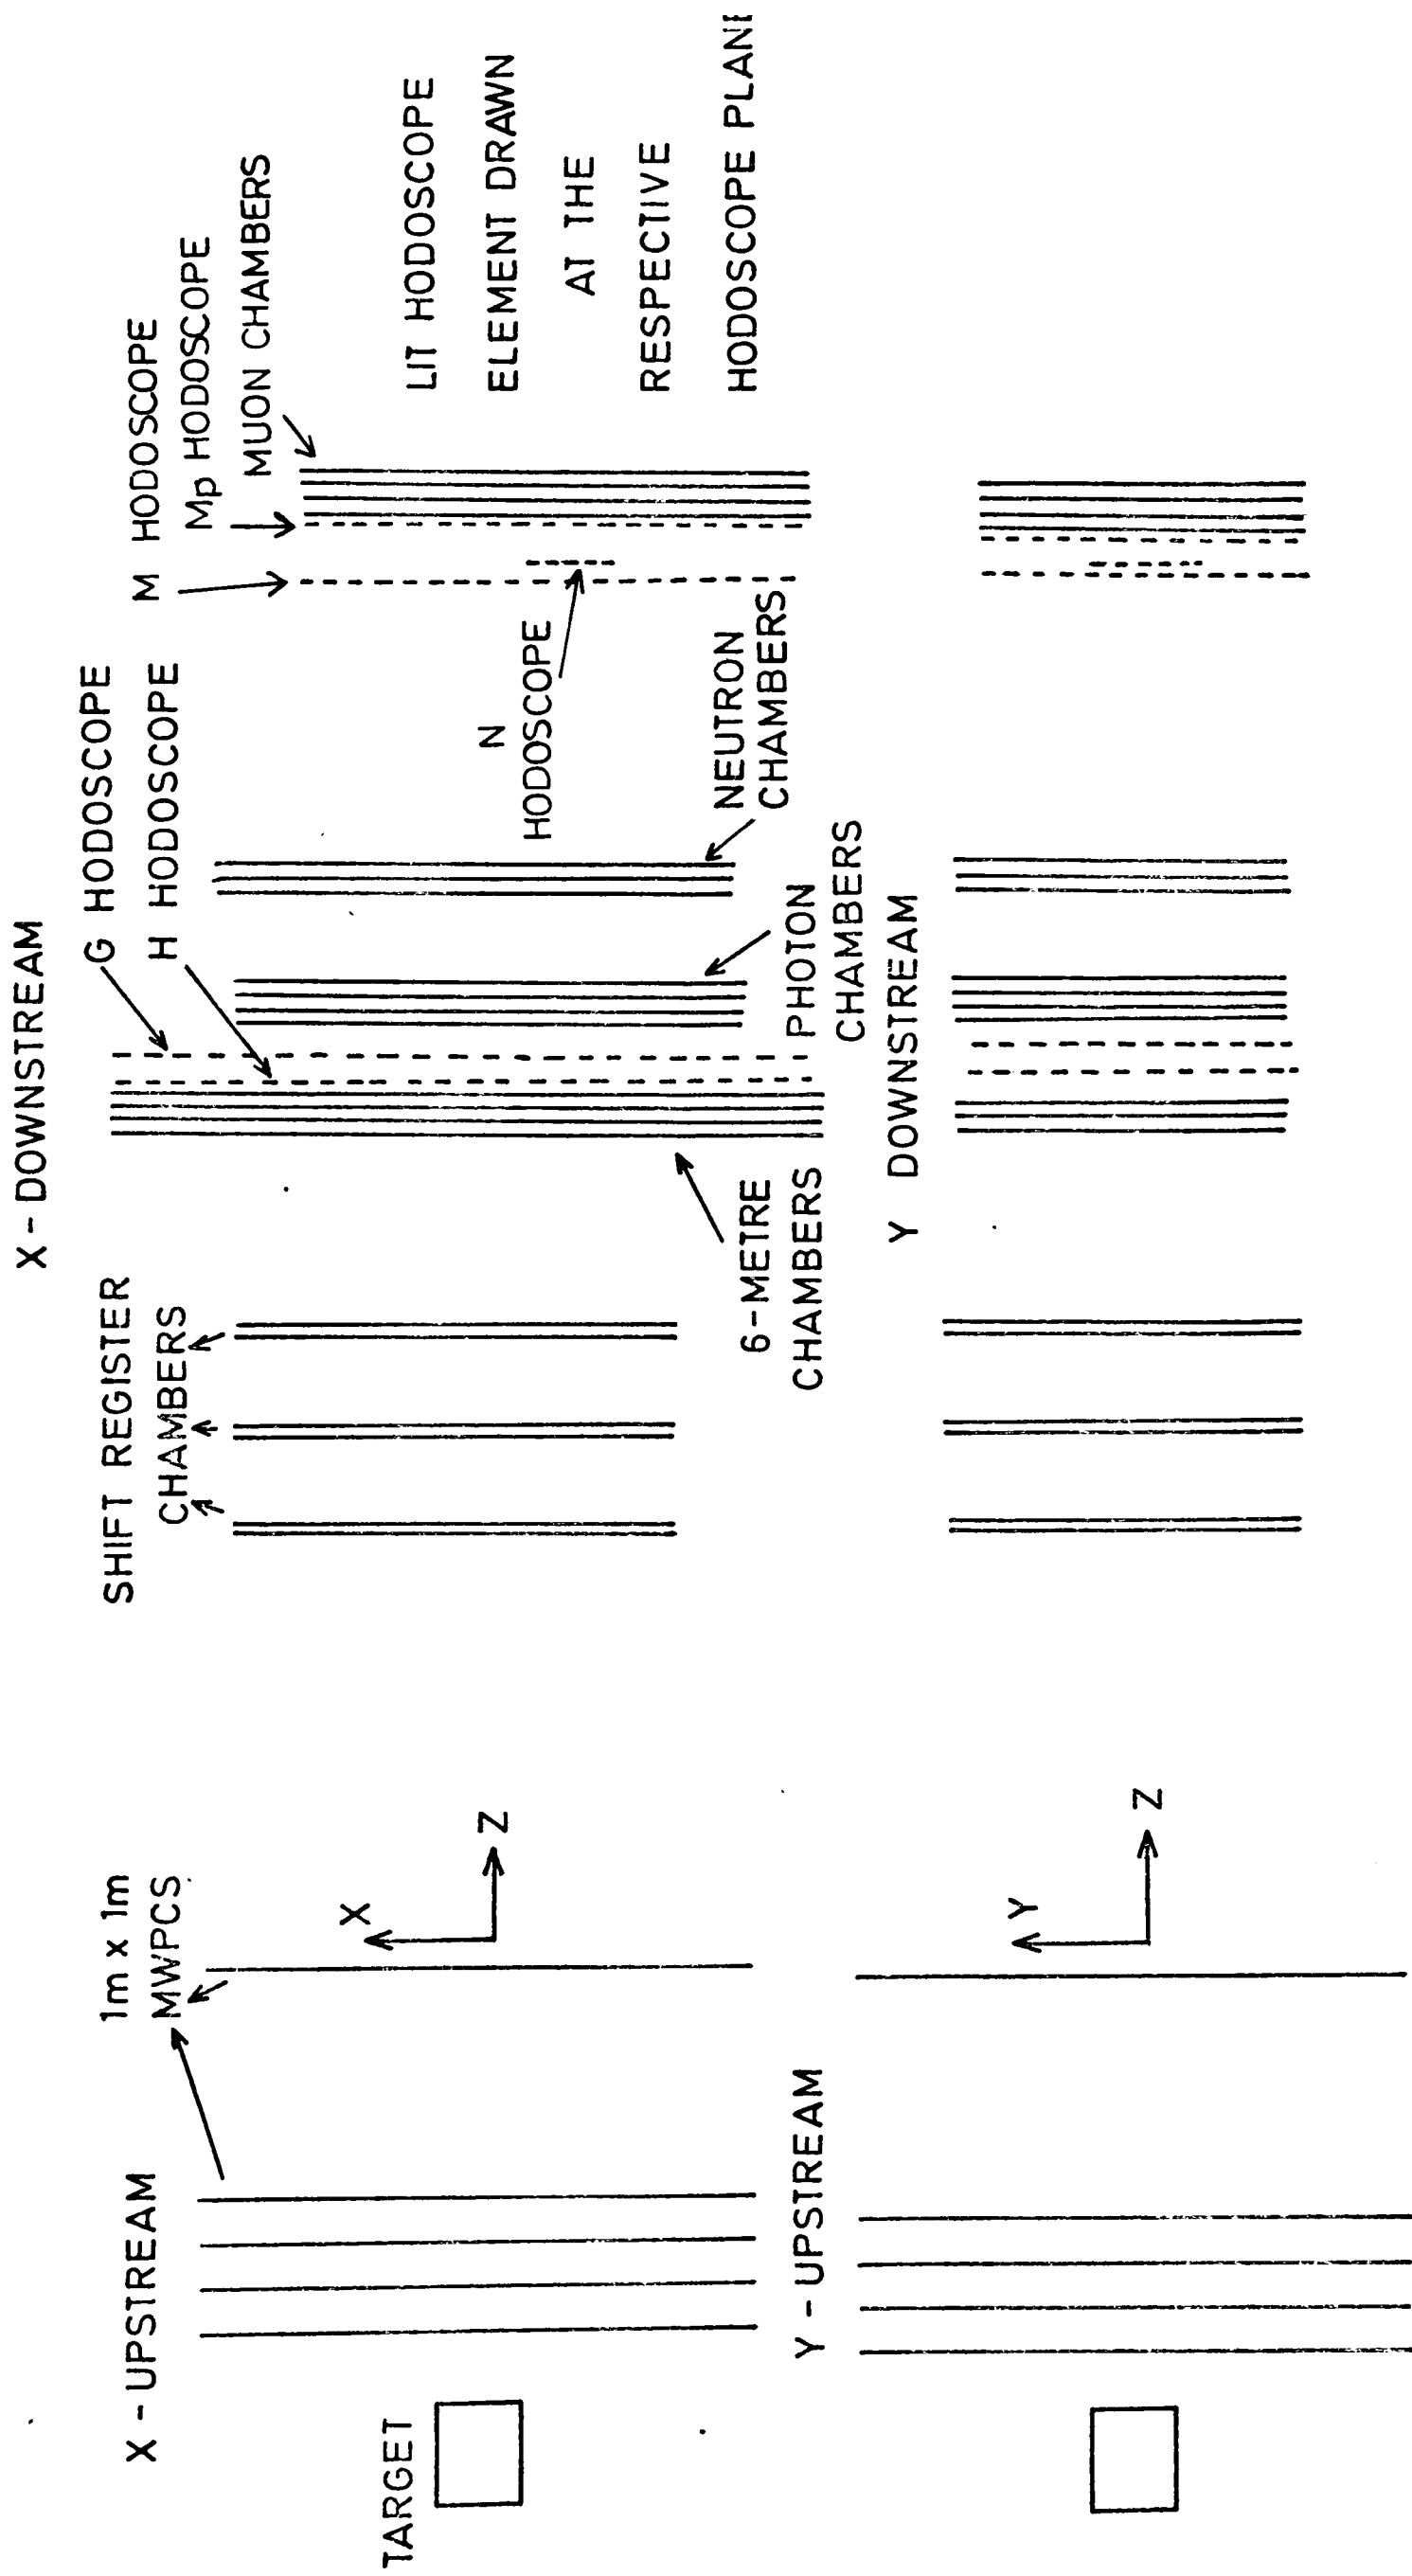 X - UPSTREAM
1m x 1m
MWPCS
SHIFT REGISTER
CHAMBERS
X - DOWNSTREAM
G HODOSCOPE
H HODOSCOPE
M HODOSCOPE
Mp HODOSCOPE
MUON CHAMBERS
TARGET
X
Z
N
HODOSCOPE
LIT HODOSCOPE
ELEMENT DRAWN
AT THE
RESPECTIVE
HODOSCOPE PLANE
6-METRE
CHAMBERS
PHOTON
CHAMBERS
NEUTRON
CHAMBERS
Y - UPSTREAM
Y DOWNSTREAM
Y
Z